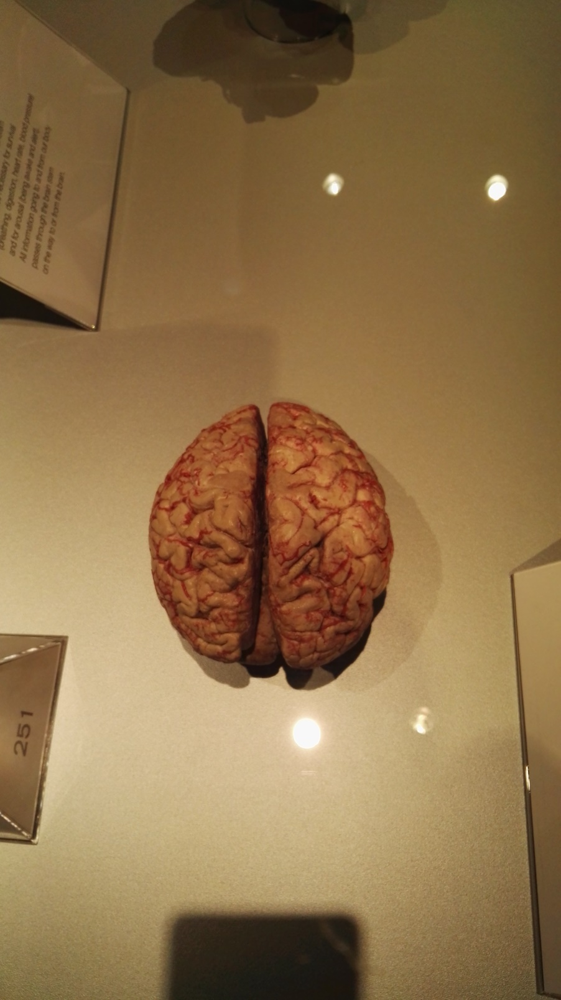 necessary for survival
(breathing, digestion, heart rate, blood pressure)
and for arousal (being awake and alert).
All information going to and from our body
passes through the brain stem
on the way to or from the brain.
251